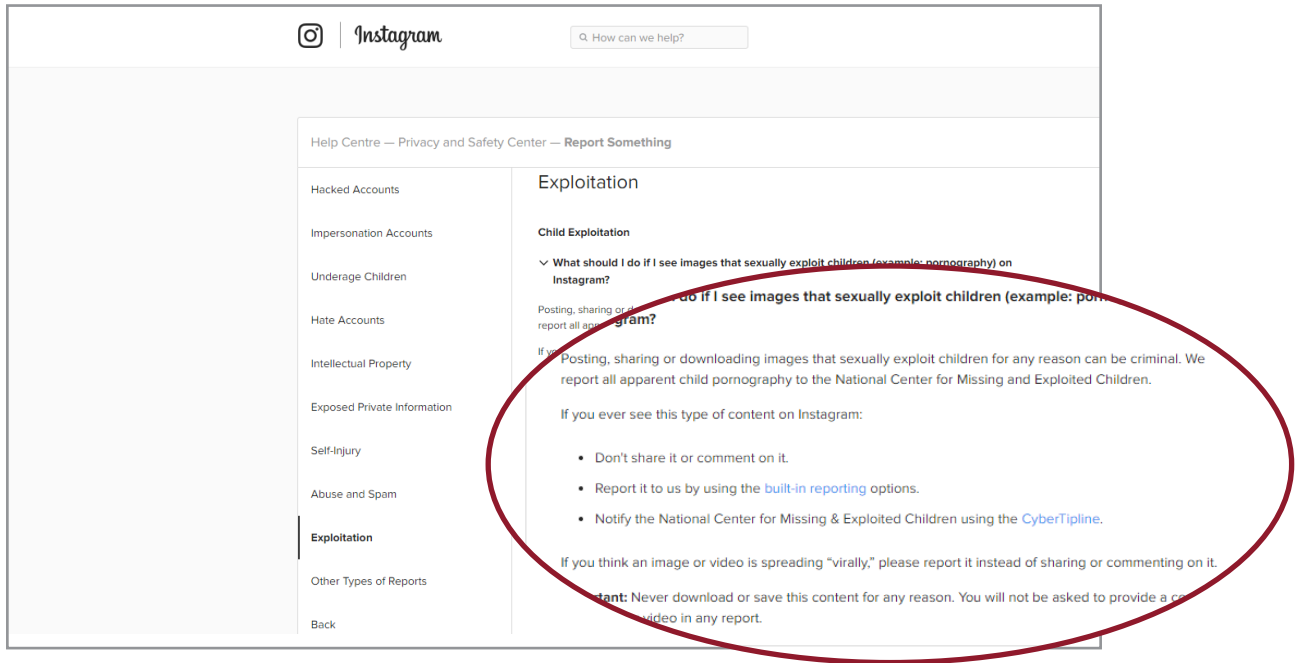 Instagram
How can we help?
Help Centre — Privacy and Safety Center — Report Something
Hacked Accounts
Impersonation Accounts
Underage Children
Hate Accounts
Intellectual Property
Exposed Private Information
Self-Injury
Abuse and Spam
Exploitation
Other Types of Reports
Back
Exploitation
Child Exploitation
What should I do if I see images that sexually exploit children (example: pornography) on
Instagram?
Posting, sharing or
report all
If
do if I see images that sexually exploit children (example:
Posting, sharing or downloading images that sexually exploit children for any reason can be criminal. We
report all apparent child pornography to the National Center for Missing and Exploited Children.
If you ever see this type of content on Instagram:
• Don't share it or comment on it.
• Report it to us by using the built-in reporting options.
• Notify the National Center for Missing & Exploited Children using the CyberTipline.
If you think an image or video is spreading “virally,” please report it instead of sharing or commenting on it.
Never download or save this content for any reason. You will not be asked to provide a
video in any report.